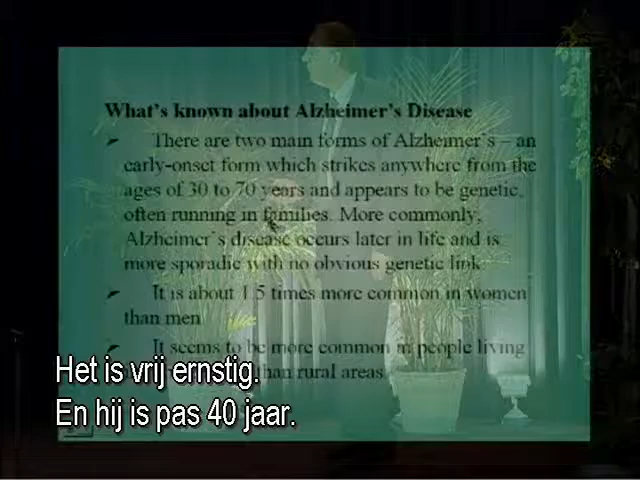 What's known about Alzheimer's Disease
➢ There are two main forms of Alzheimer's – an
early-onset form which strikes anywhere from the
ages of 30 to 70 years and appears to be genetic,
often running in families. More commonly,
Alzheimer's disease occurs later in life and is
more sporadic with no obvious genetic link
➢ It is about 1.5 times more common in women
than men
➢ It seems to be more common in people living
than rural areas.
Het is vrij ernstig.
En hij is pas 40 jaar.